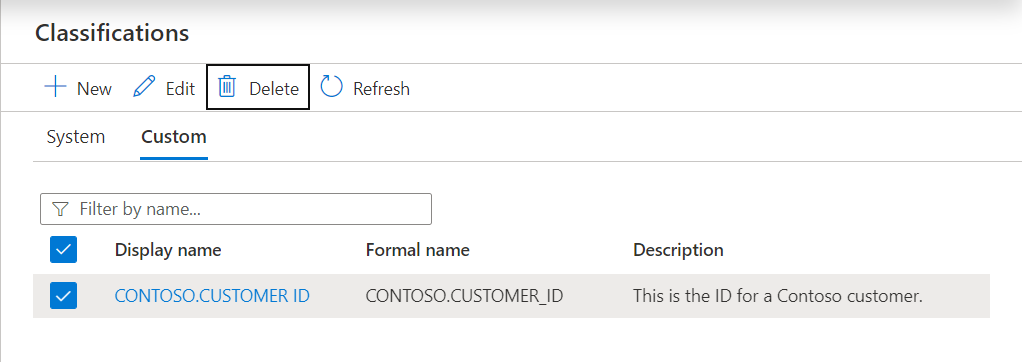 Classifications
New Edit Delete Refresh
System Custom
Filter by name...
Display name Formal name Description
CONTOSO.CUSTOMER ID CONTOSO.CUSTOMER_ID This is the ID for a Contoso customer.